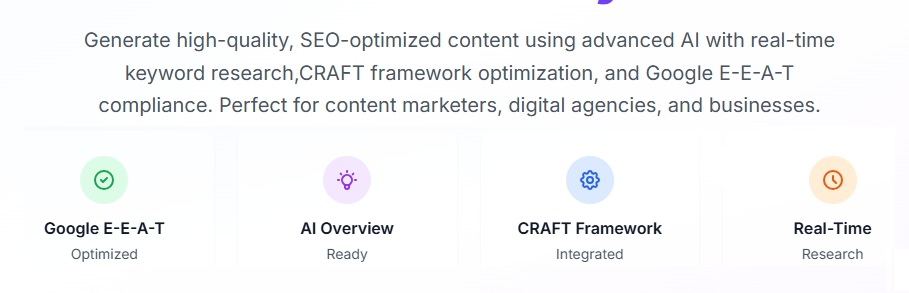 Generate high-quality, SEO-optimized content using advanced AI with real-time
keyword research,CRAFT framework optimization, and Google E-E-A-T
compliance. Perfect for content marketers, digital agencies, and businesses.
Google E-E-A-T
Optimized
AI Overview
Ready
CRAFT Framework
Integrated
Real-Time
Research